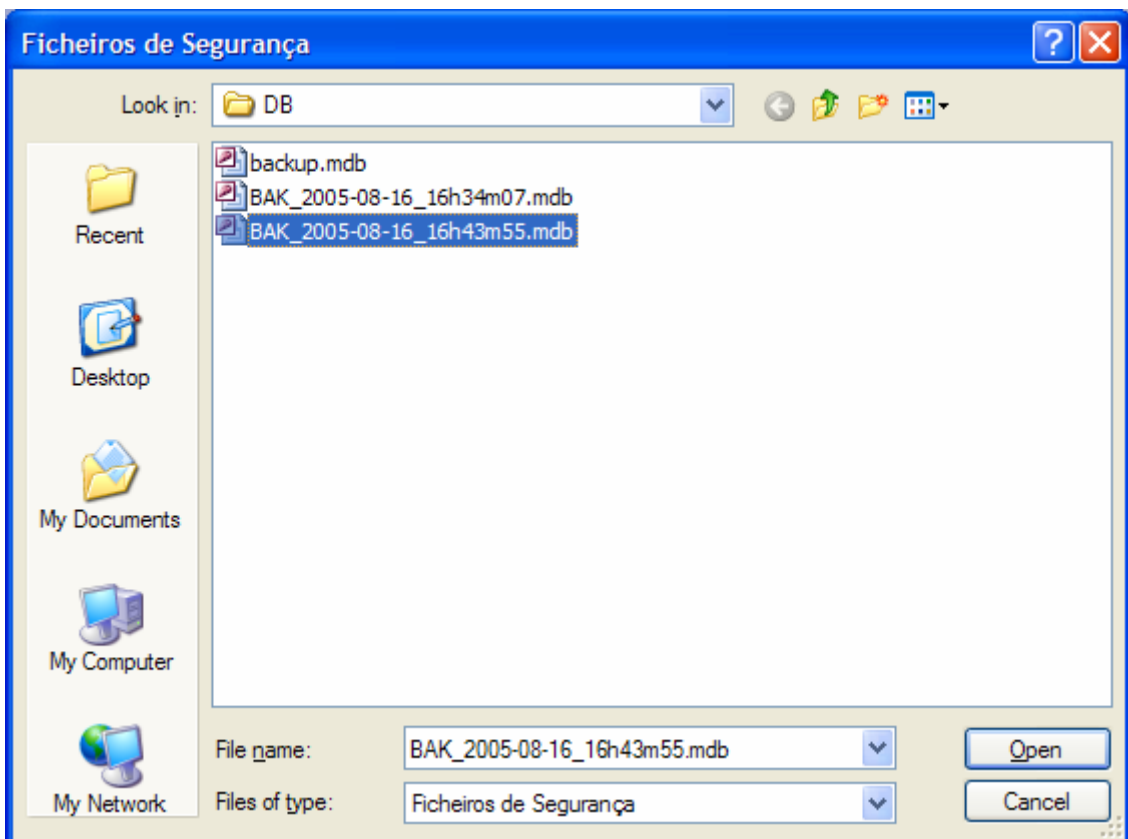 Ficheiros de Segurança
Look in: DB
backup.mdb
BAK_2005-08-16_16h34m07.mdb
BAK_2005-08-16_16h43m55.mdb
Recent
Desktop
My Documents
My Computer
My Network
File name: BAK_2005-08-16_16h43m55.mdb Open
Files of type: Ficheiros de Segurança Cancel